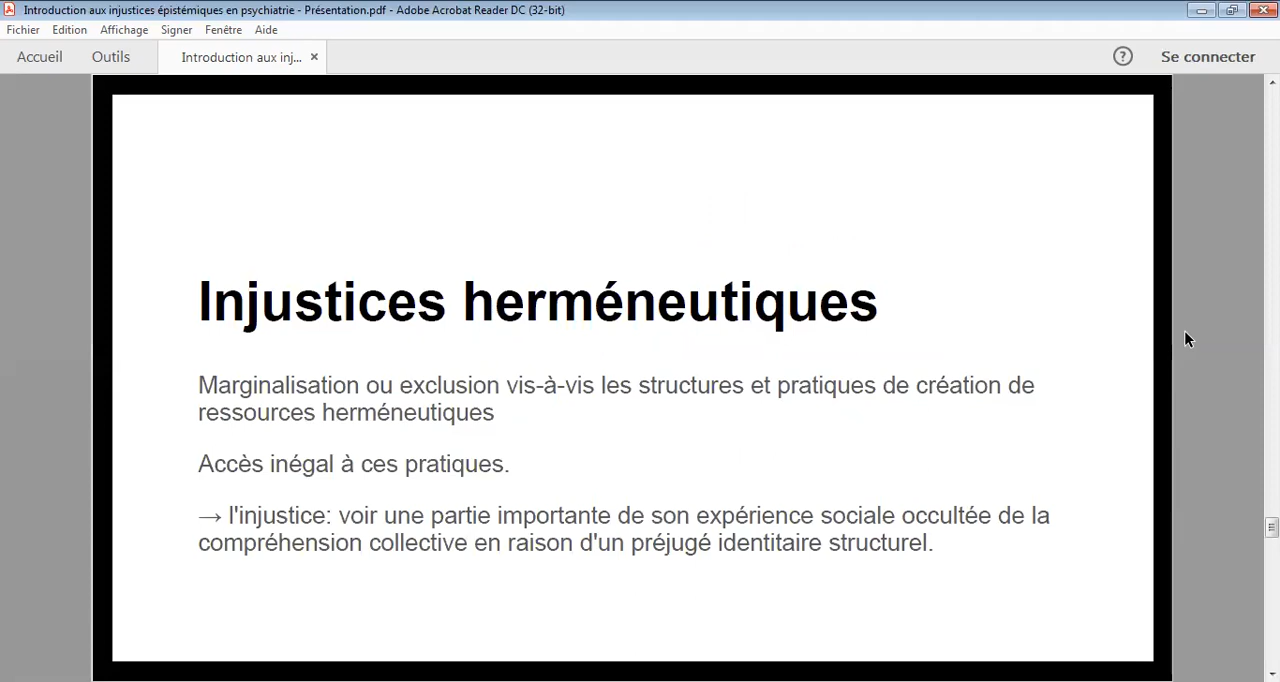 Introduction aux injustices épistémiques en psychiatrie - Présentation.pdf - Adobe Acrobat Reader DC (32-bit)
Fichier Edition Affichage Signer Fenêtre Aide
Accueil Outils Introduction aux inj... × ? Se connecter
Injustices herméneutiques
Marginalisation ou exclusion vis-à-vis les structures et pratiques de création de
ressources herméneutiques
Accès inégal à ces pratiques.
→ l'injustice: voir une partie importante de son expérience sociale occultée de la
compréhension collective en raison d'un préjugé identitaire structurel.